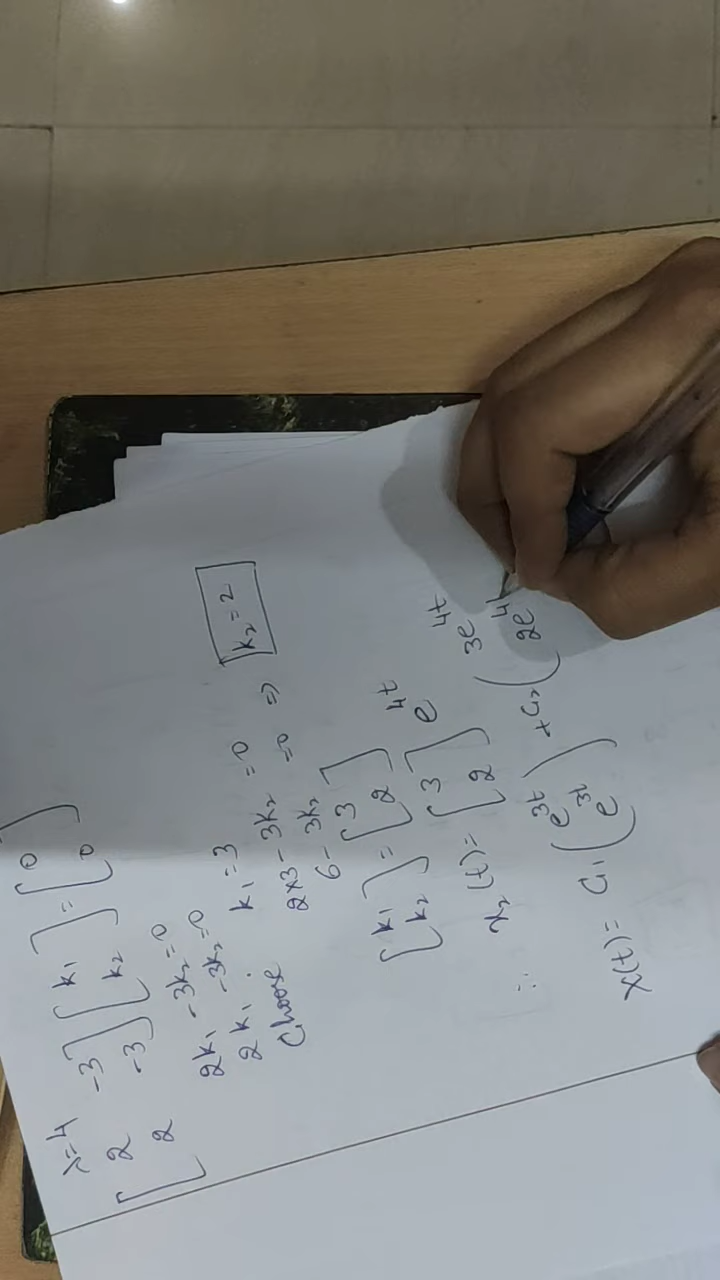 λ=4
[2 -3
2 -3] [k₁
k₂] = [0
0]
2k₁ -3k₂=0
2k₁ -3k₂=0
Choose k₁=3
2×3-3k₂=0
6-3k₂=0 ⇒ k₂=2
[k₁
k₂] = [3
2]
∴ x₂(t)= [3
2] e^4t 3e^4t
X(t)= C₁(e^3t
e^3t) +C₂(2e^4